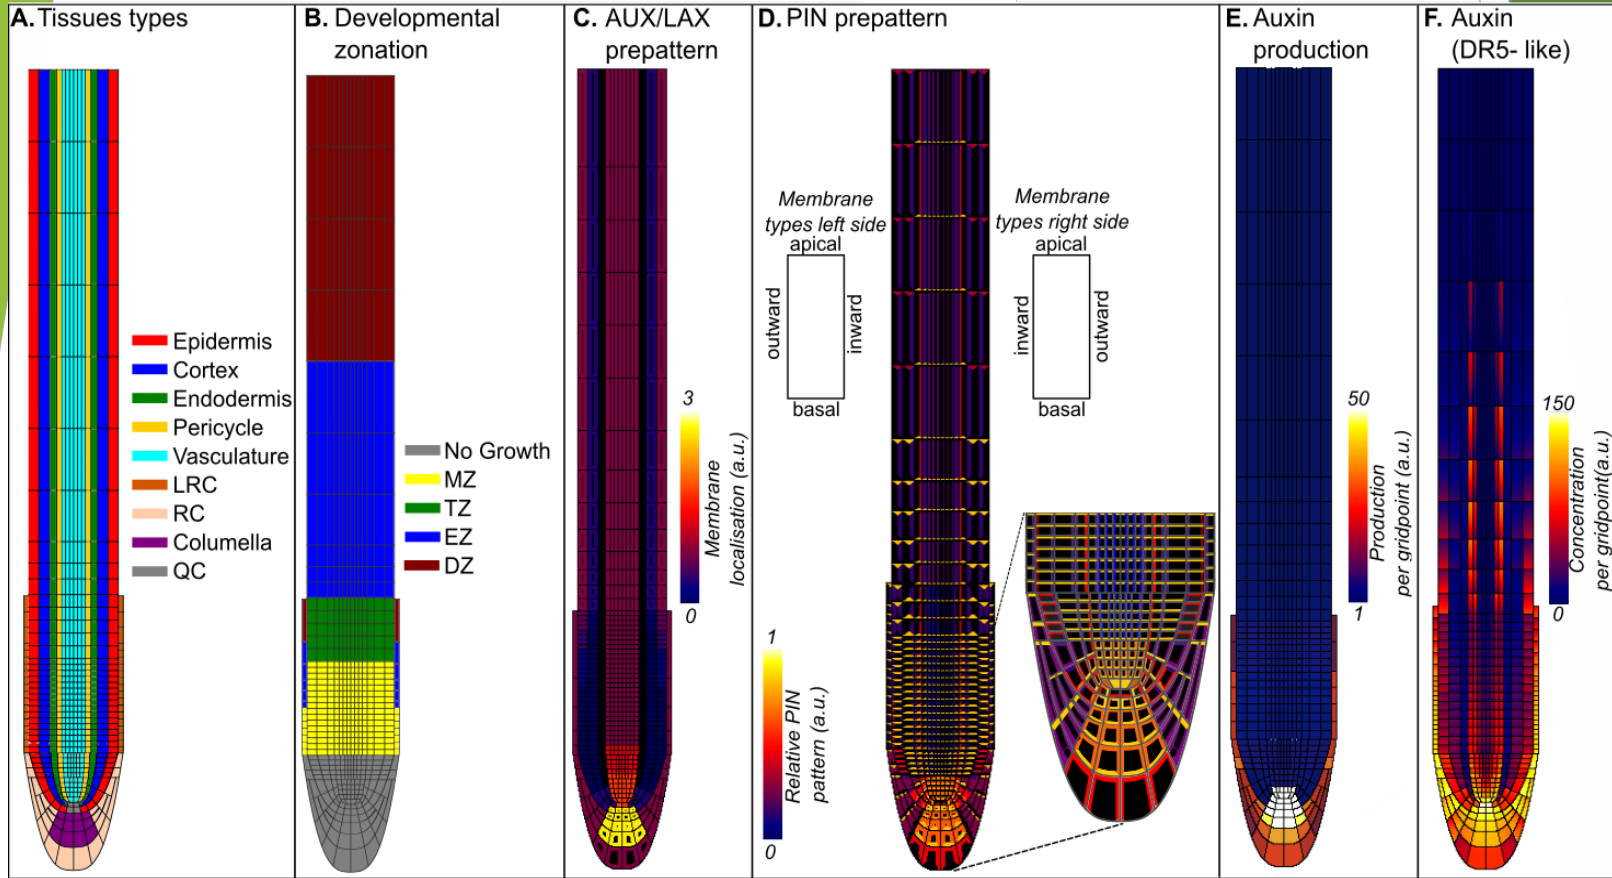 A. Tissues types
Epidermis
Cortex
Endodermis
Pericycle
Vasculature
LRC
RC
Columella
QC
B. Developmental
zonation
No Growth
MZ
TZ
EZ
DZ
C. AUX/LAX
prepattern
3
Membrane
localisation (a.u.)
0
D. PIN prepattern
Membrane
types left side
apical
outward
inward
basal
Membrane
types right side
apical
inward
outward
basal
1
Relative PIN
pattern (a.u.)
0
E. Auxin
production
50
Production
per gridpoint (a.u.)
1
F. Auxin
(DR5- like)
150
Concentration
per gridpoint(a.u.)
0